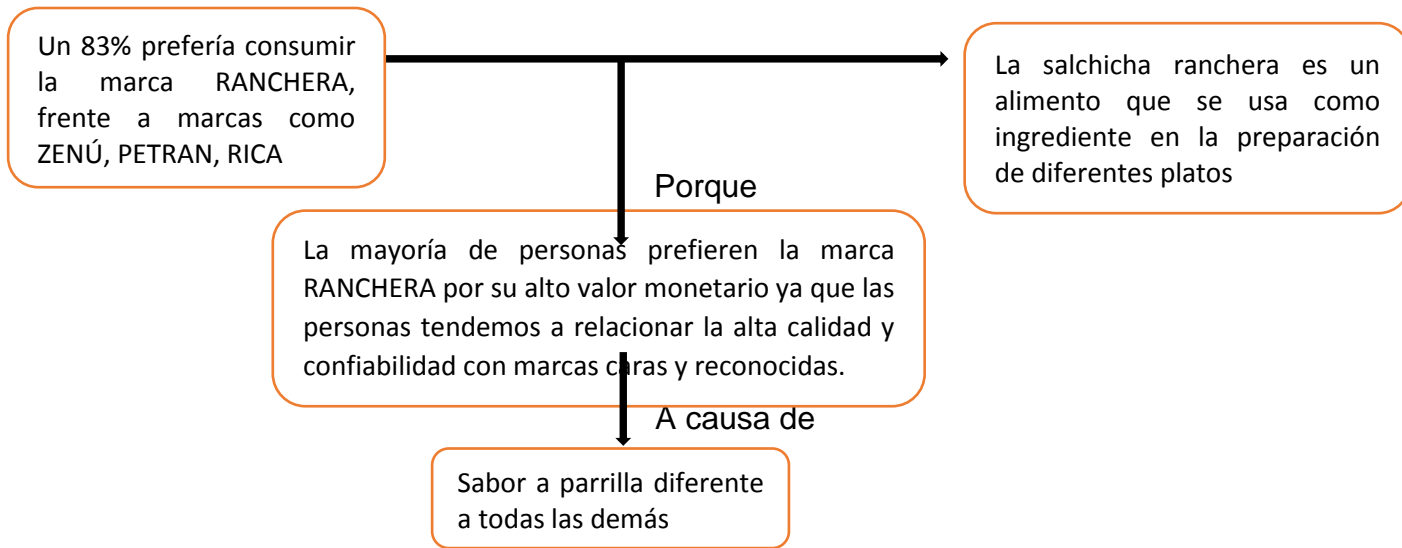 Un 83% prefería consumir
la marca RANCHERA,
frente a marcas como
ZENÚ, PETRAN, RICA
La salchicha ranchera es un
alimento que se usa como
ingrediente en la preparación
de diferentes platos
Porque
La mayoría de personas prefieren la marca
RANCHERA por su alto valor monetario ya que las
personas tendemos a relacionar la alta calidad y
confiabilidad con marcas caras y reconocidas.
A causa de
Sabor a parrilla diferente
a todas las demás